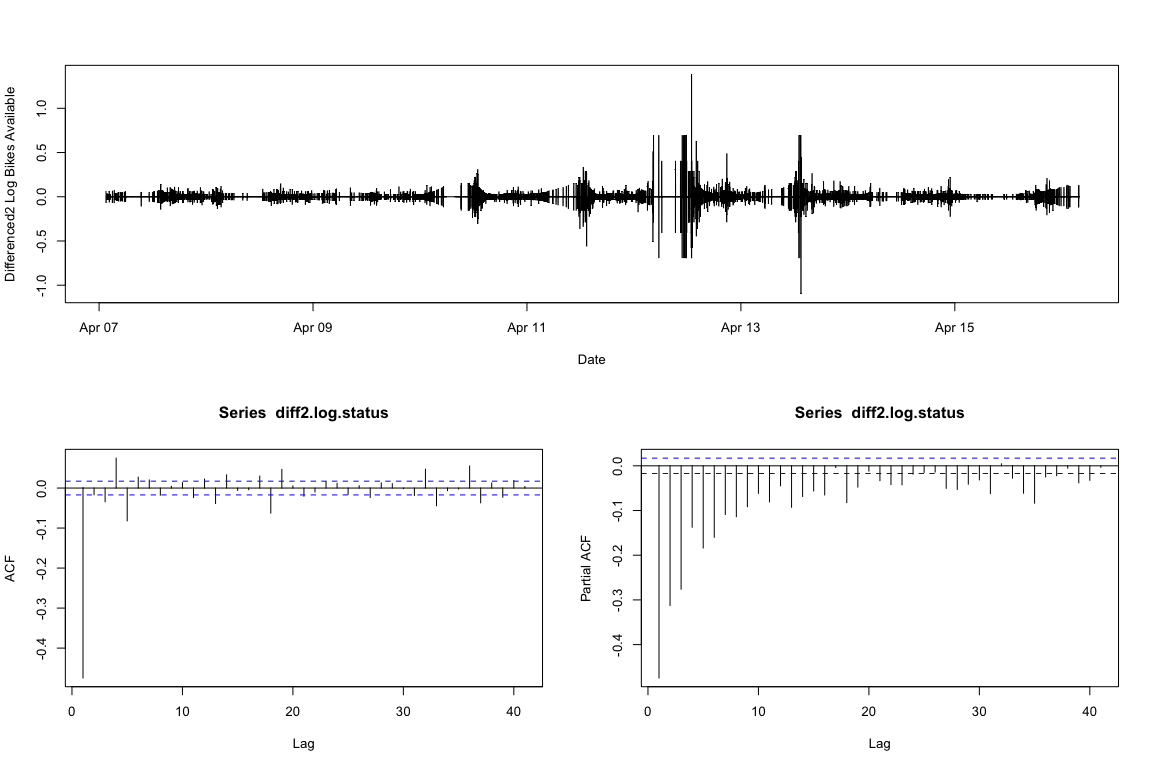 Differenced2 Log Bikes Available
1.0
0.5
0.0
-0.5
-1.0
Apr 07 Apr 09 Apr 11 Apr 13 Apr 15
Date
Series diff2.log.status
ACF
0.0
-0.1
-0.2
-0.3
-0.4
0 10 20 30 40
Lag
Series diff2.log.status
Partial ACF
0.0
-0.1
-0.2
-0.3
-0.4
0 10 20 30 40
Lag